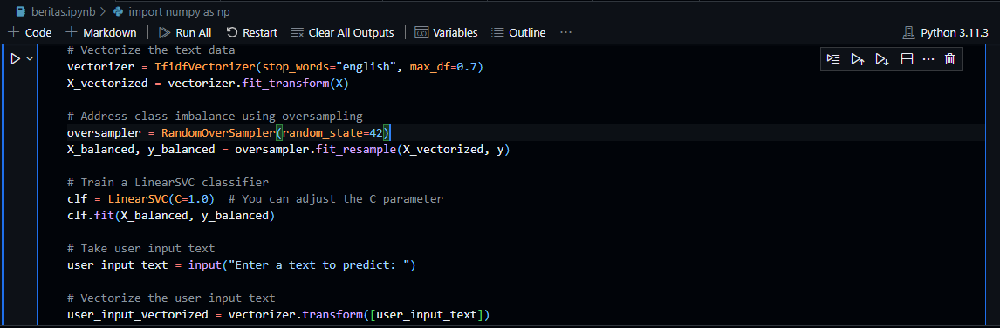 beritas.ipynb > import numpy as np
+ Code + Markdown Run All Restart Clear All Outputs Variables Outline ... Python 3.11.3
# Vectorize the text data
vectorizer = TfidfVectorizer(stop_words="english", max_df=0.7)
X_vectorized = vectorizer.fit_transform(X)
# Address class imbalance using oversampling
oversampler = RandomOverSampler(random_state=42)
X_balanced, y_balanced = oversampler.fit_resample(X_vectorized, y)
# Train a LinearSVC classifier
clf = LinearSVC(C=1.0)  # You can adjust the C parameter
clf.fit(X_balanced, y_balanced)
# Take user input text
user_input_text = input("Enter a text to predict: ")
# Vectorize the user input text
user_input_vectorized = vectorizer.transform([user_input_text])